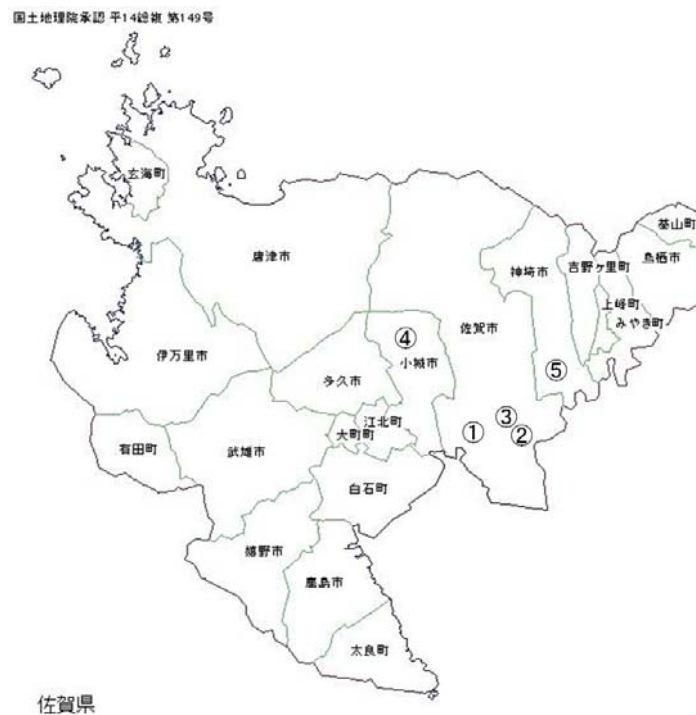 国土地理院承認 平14総複 第149号
玄海町
基山町
唐津市
鳥栖市
神埼市
吉野ヶ里町
上峰町
みやき町
佐賀市
④
伊万里市
小城市
⑤
多久市
③
江北町
①
②
大町町
有田町
武雄市
白石町
嬉野市
鹿島市
太良町
佐賀県